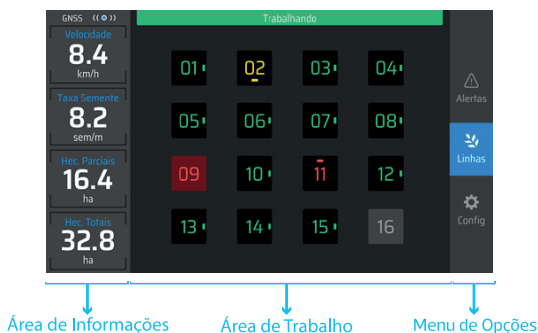 GNSS ((●))
Trabalhando
Velocidade
8.4
km/h
Taxa Semente
8.2
sem/m
Hec. Parciais
16.4
ha
Hec. Totais
32.8
ha
01 02 03 04
05 06 07 08
09 10 11 12
13 14 15 16
Alertas
Linhas
Config
Área de Informações
Área de Trabalho
Menu de Opções